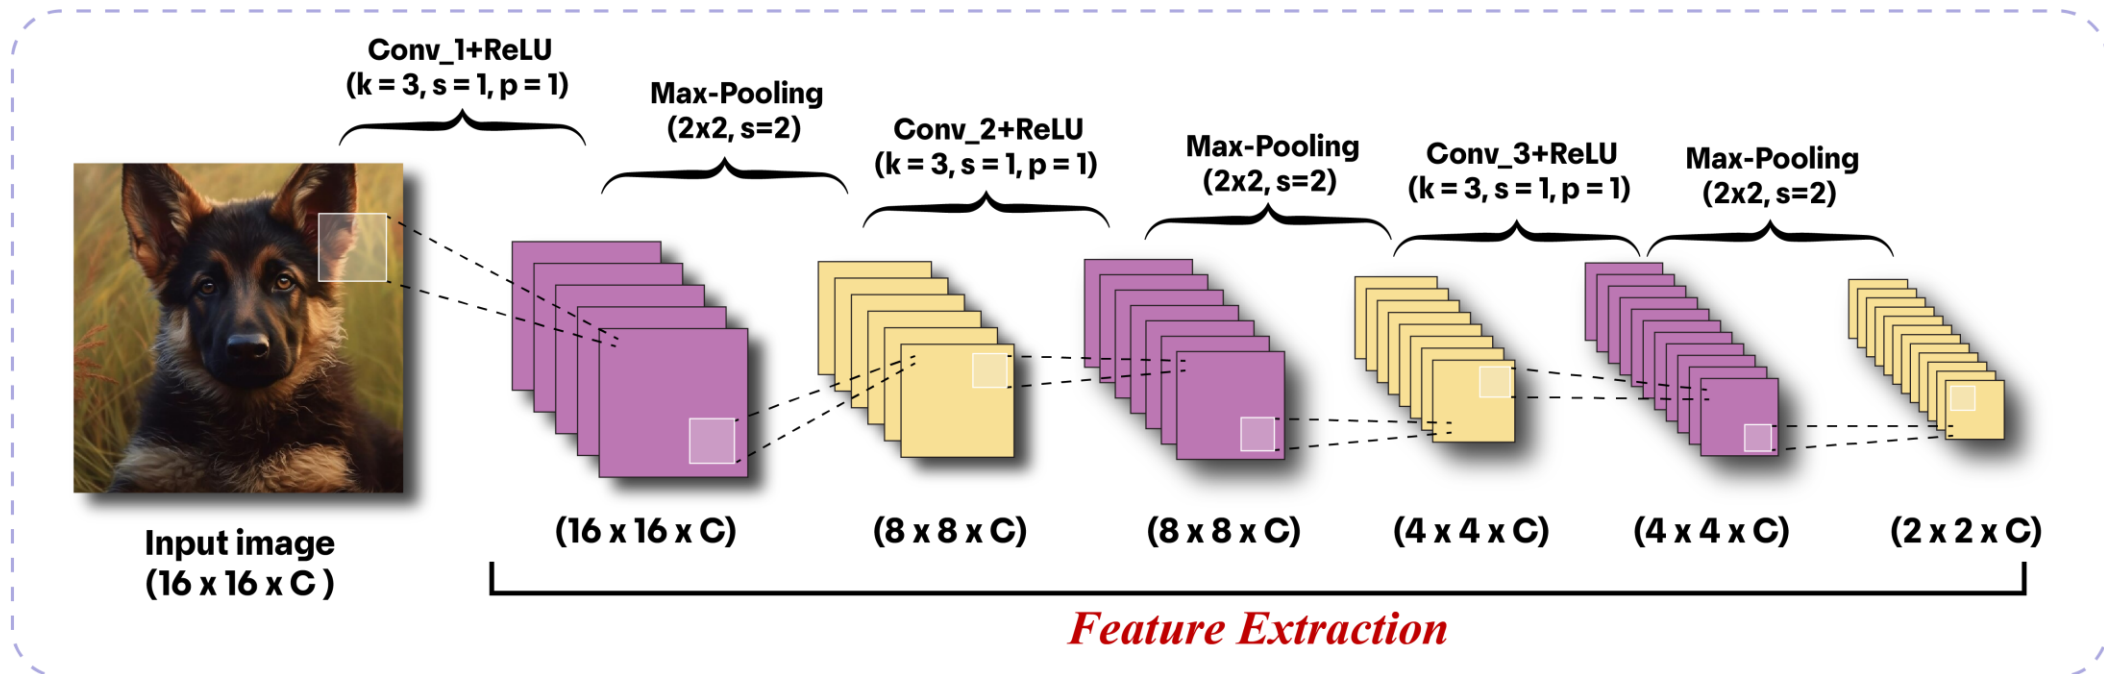 Conv_1+ReLU
(k = 3, s = 1, p = 1)
Max-Pooling
(2x2, s=2)
Conv_2+ReLU
(k = 3, s = 1, p = 1)
Max-Pooling
(2x2, s=2)
Conv_3+ReLU
(k = 3, s = 1, p = 1)
Max-Pooling
(2x2, s=2)
Input image
(16 x 16 x C )
(16 x 16 x C)
(8 x 8 x C)
(8 x 8 x C)
(4 x 4 x C)
(4 x 4 x C)
(2 x 2 x C)
Feature Extraction